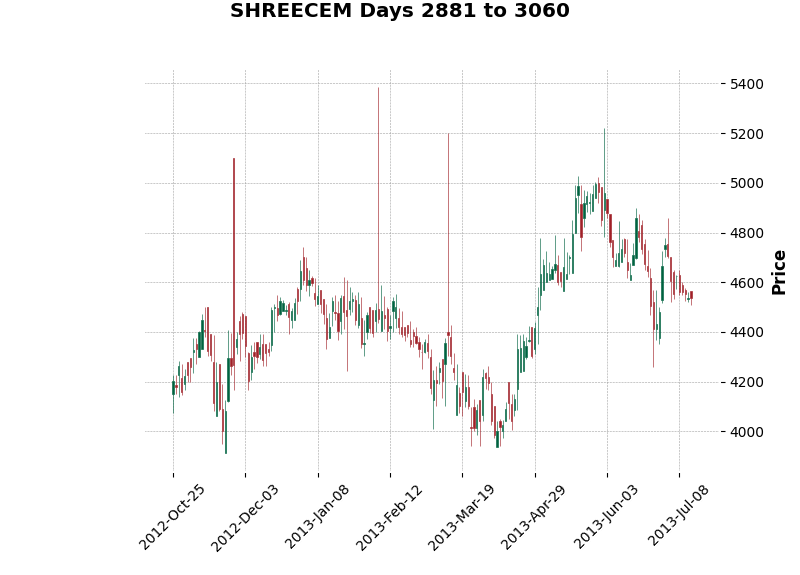 SHREECEM Days 2881 to 3060
5400
5200
5000
4800
4600
4400
4200
4000
Price
2012-Oct-25
2012-Dec-03
2013-Jan-08
2013-Feb-12
2013-Mar-19
2013-Apr-29
2013-Jun-03
2013-Jul-08